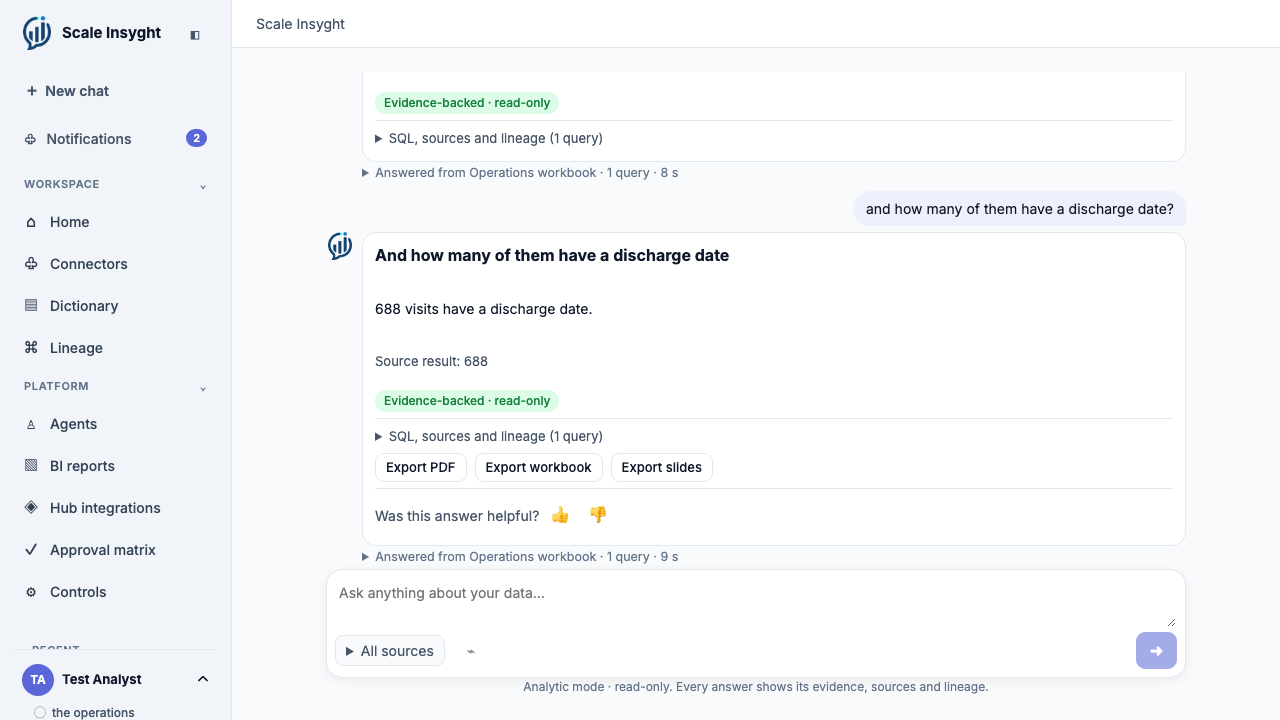 Scale Insyght
+ New chat
Notifications 2
WORKSPACE
Home
Connectors
Dictionary
Lineage
PLATFORM
Agents
BI reports
Hub integrations
Approval matrix
Controls
RECENT
TA Test Analyst
the operations
Scale Insyght
Evidence-backed · read-only
SQL, sources and lineage (1 query)
Answered from Operations workbook · 1 query · 8 s
and how many of them have a discharge date?
And how many of them have a discharge date
688 visits have a discharge date.
Source result: 688
Evidence-backed · read-only
SQL, sources and lineage (1 query)
Export PDF Export workbook Export slides
Was this answer helpful? 👍 👎
Answered from Operations workbook · 1 query · 9 s
Ask anything about your data...
All sources
Analytic mode · read-only. Every answer shows its evidence, sources and lineage.